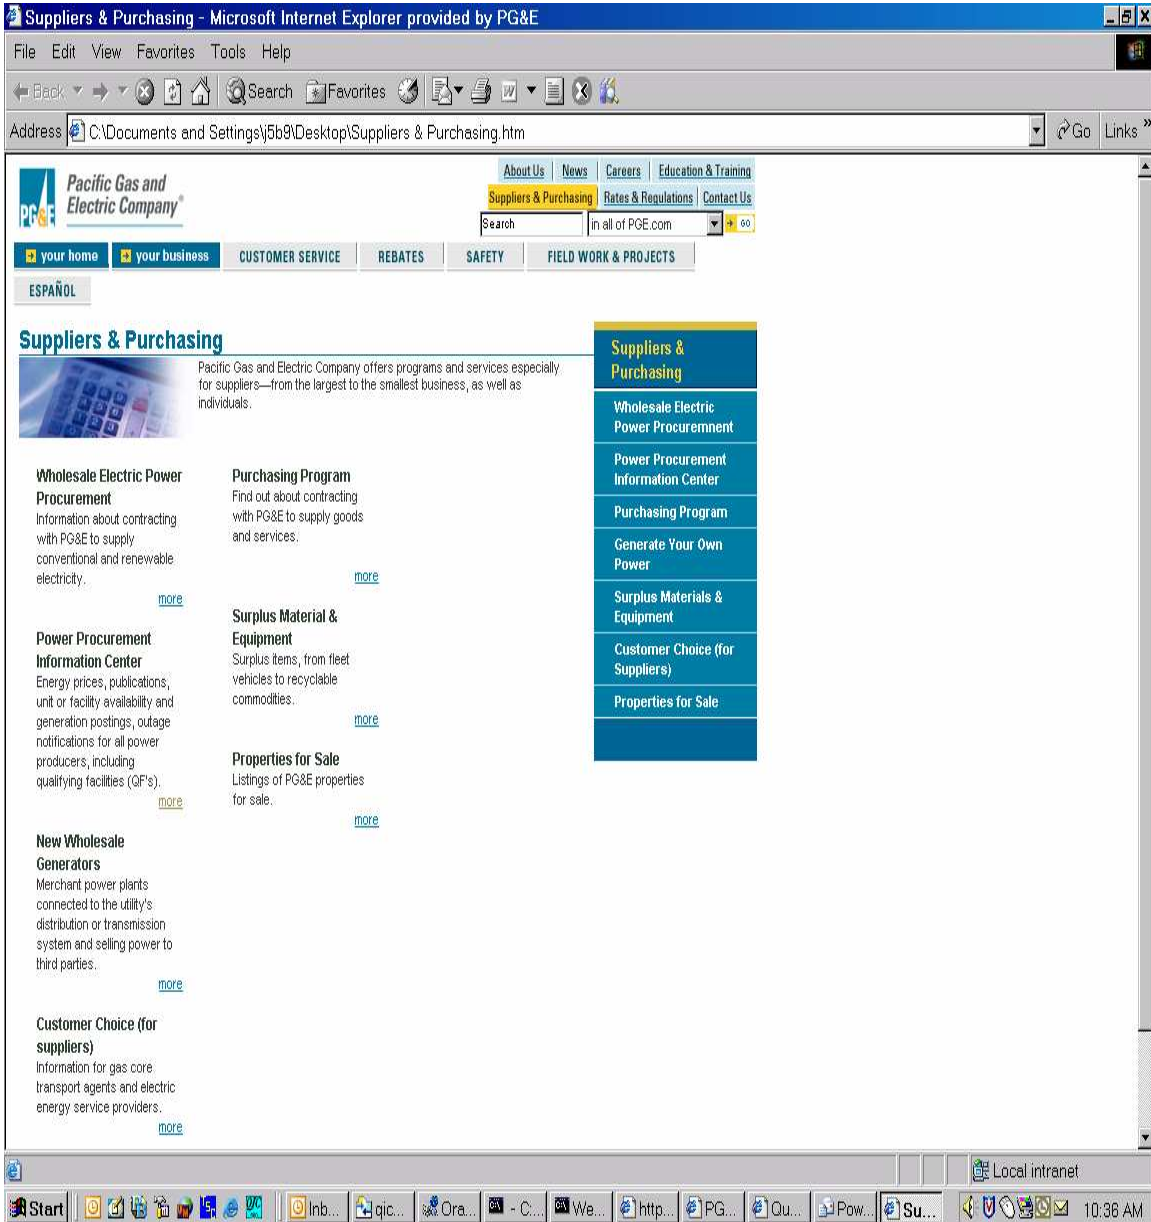 Suppliers & Purchasing - Microsoft Internet Explorer provided by PG&E
File Edit View Favorites Tools Help
Back Search Favorites
Address C:\Documents and Settings\j5b9\Desktop\Suppliers & Purchasing.htm Go Links »
PG&E Pacific Gas and
Electric Company®
About Us News Careers Education & Training
Suppliers & Purchasing Rates & Regulations Contact Us
Search in all of PGE.com GO
your home your business CUSTOMER SERVICE REBATES SAFETY FIELD WORK & PROJECTS
ESPAÑOL
Suppliers & Purchasing
Pacific Gas and Electric Company offers programs and services especially
for suppliers—from the largest to the smallest business, as well as
individuals.
Wholesale Electric Power
Procurement
Information about contracting
with PG&E to supply
conventional and renewable
electricity.
more
Power Procurement
Information Center
Energy prices, publications,
unit or facility availability and
generation postings, outage
notifications for all power
producers, including
qualifying facilities (QF's).
more
New Wholesale
Generators
Merchant power plants
connected to the utility's
distribution or transmission
system and selling power to
third parties.
more
Customer Choice (for
suppliers)
Information for gas core
transport agents and electric
energy service providers.
more
Purchasing Program
Find out about contracting
with PG&E to supply goods
and services.
more
Surplus Material &
Equipment
Surplus items, from fleet
vehicles to recyclable
commodities.
more
Properties for Sale
Listings of PG&E properties
for sale.
more
Suppliers &
Purchasing
Wholesale Electric
Power Procuremnent
Power Procurement
Information Center
Purchasing Program
Generate Your Own
Power
Surplus Materials &
Equipment
Customer Choice (for
Suppliers)
Properties for Sale
Local intranet
Start Inb... qic... Ora... - C... We... http... PG... Qu... Pow... Su... 10:36 AM